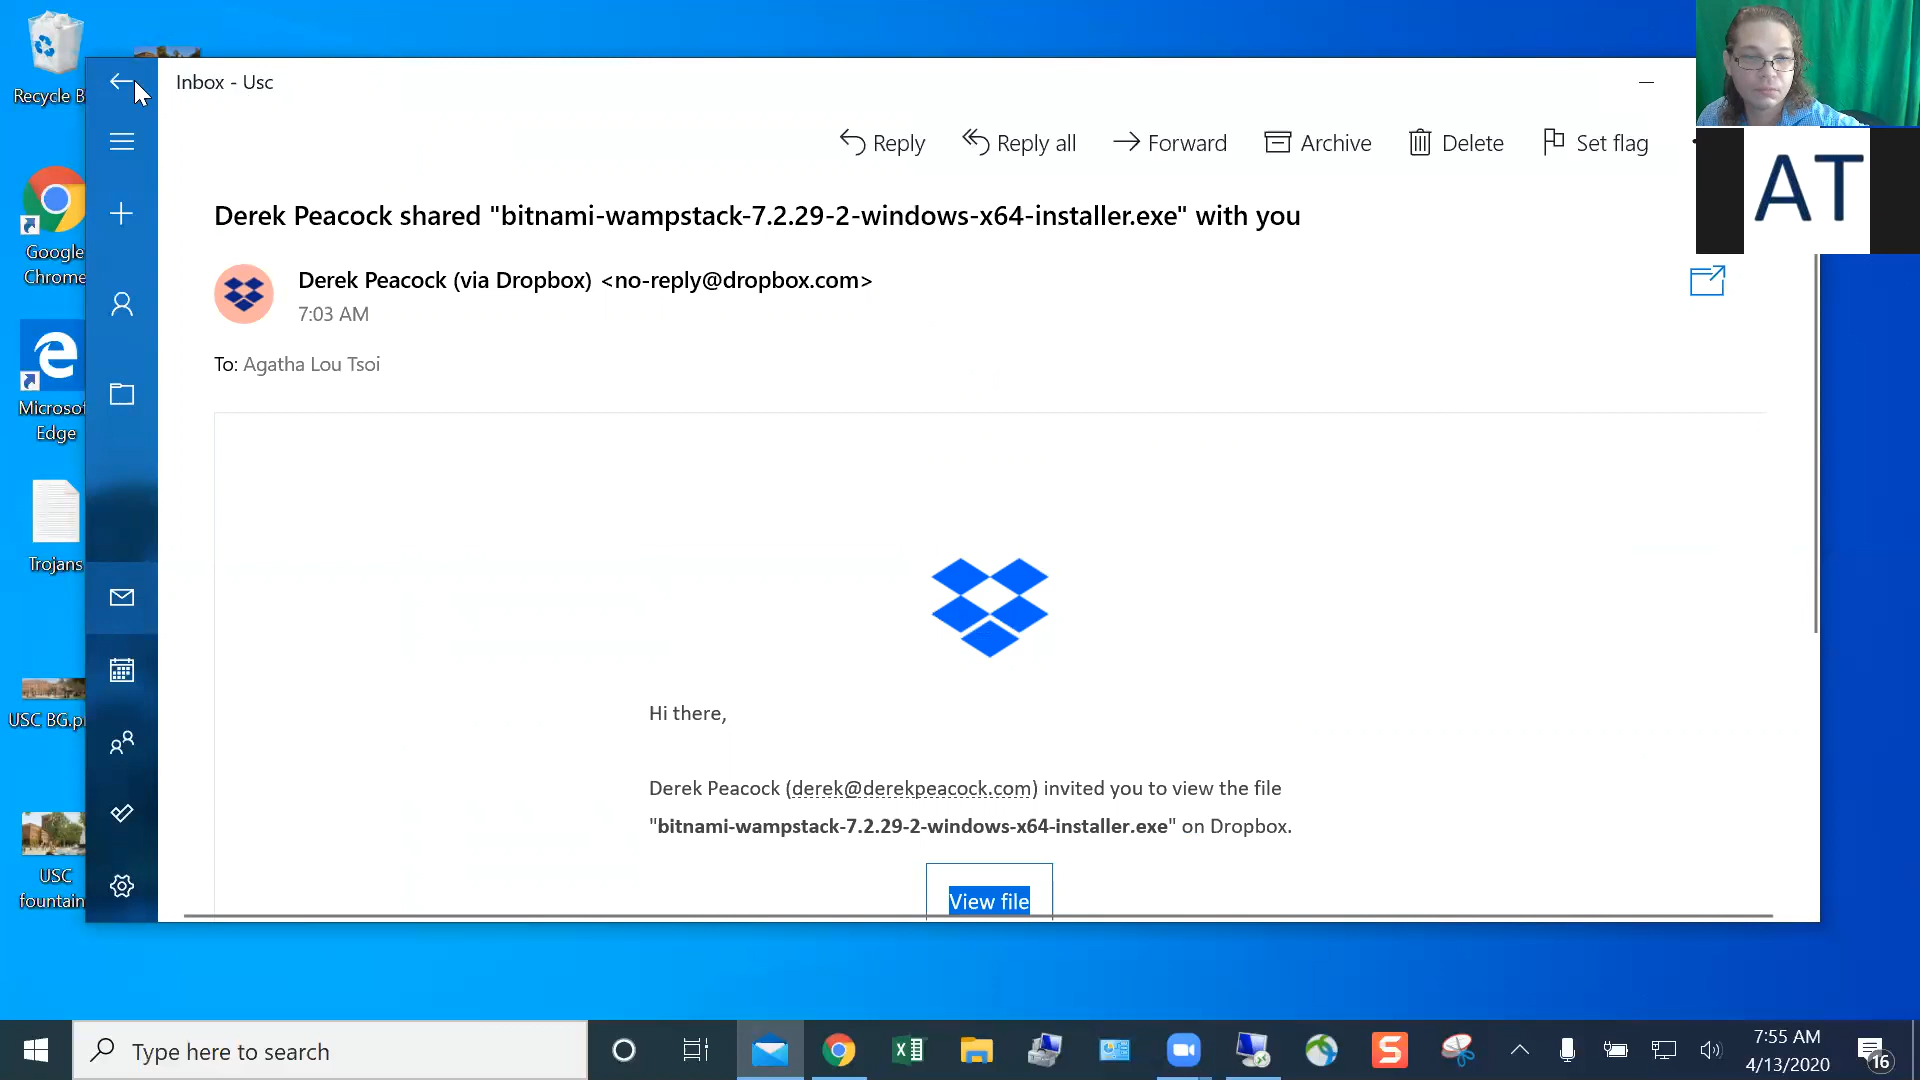 Recycle B
Inbox - Usc
Reply
Reply all
Forward
Archive
Delete
Set flag
AT
Derek Peacock shared "bitnami-wampstack-7.2.29-2-windows-x64-installer.exe" with you
Google
Chrome
Derek Peacock (via Dropbox) <no-reply@dropbox.com>
7:03 AM
To: Agatha Lou Tsoi
Microsof
Edge
Trojans
USC BG.p
Hi there,
Derek Peacock (derek@derekpeacock.com) invited you to view the file
"bitnami-wampstack-7.2.29-2-windows-x64-installer.exe" on Dropbox.
USC
fountain
View file
Type here to search
7:55 AM
4/13/2020
16